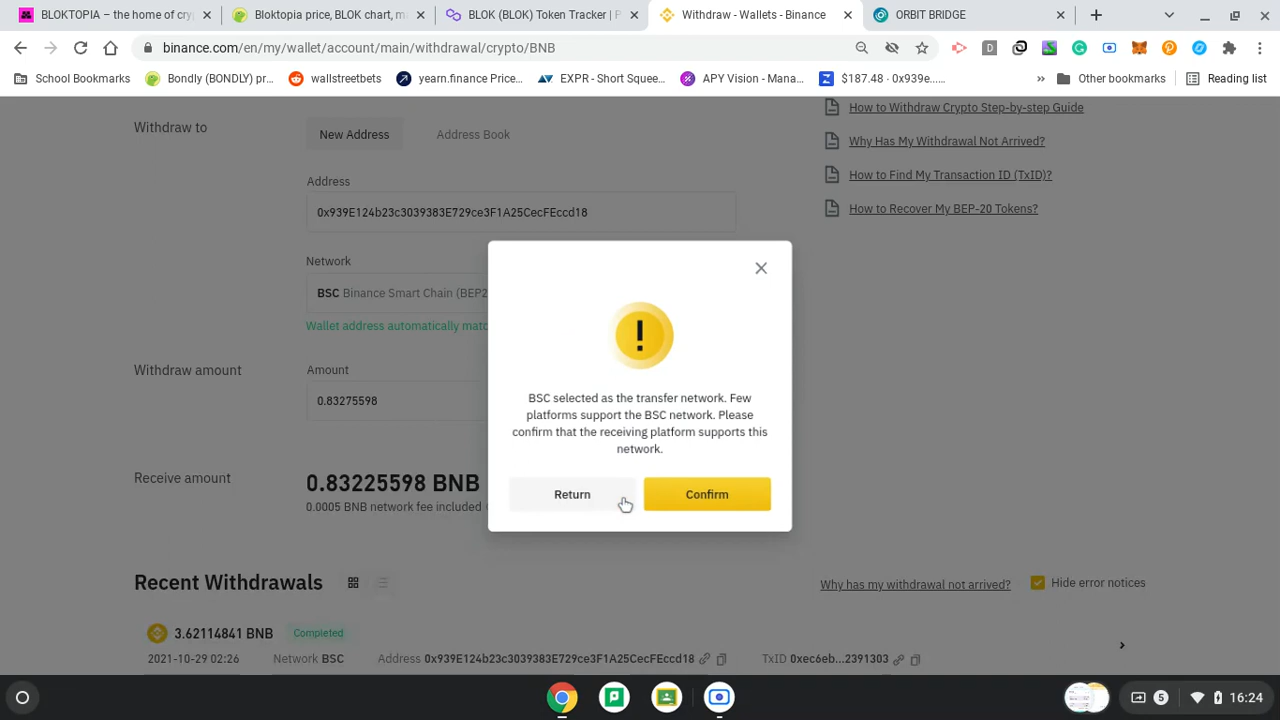 BLOKTOPIA – the home of cry
Bloktopia price, BLOK chart, ma
BLOK (BLOK) Token Tracker | P
Withdraw - Wallets - Binance
ORBIT BRIDGE
binance.com/en/my/wallet/account/main/withdrawal/crypto/BNB
School Bookmarks
Bondly (BONDLY) pr...
wallstreetbets
yearn.finance Price...
EXPR - Short Squee...
APY Vision - Mana...
$187.48 · 0x939e...…
»
Other bookmarks
Reading list
Withdraw to
New Address
Address Book
How to Withdraw Crypto Step-by-step Guide
Why Has My Withdrawal Not Arrived?
How to Find My Transaction ID (TxID)?
How to Recover My BEP-20 Tokens?
Address
0x939E124b23c3039383E729ce3F1A25CecFEccd18
Network
BSC Binance Smart Chain (BEP2
Wallet address automatically matc
Withdraw amount
Amount
0.83275598
Receive amount
0.83225598 BNB
0.0005 BNB network fee included
!
BSC selected as the transfer network. Few
platforms support the BSC network. Please
confirm that the receiving platform supports this
network.
Return
Confirm
Recent Withdrawals
Why has my withdrawal not arrived?
Hide error notices
3.62114841 BNB
Completed
2021-10-29 02:26
Network BSC
Address 0x939E124b23c3039383E729ce3F1A25CecFEccd18
TxID 0xec6eb...2391303
5
16:24